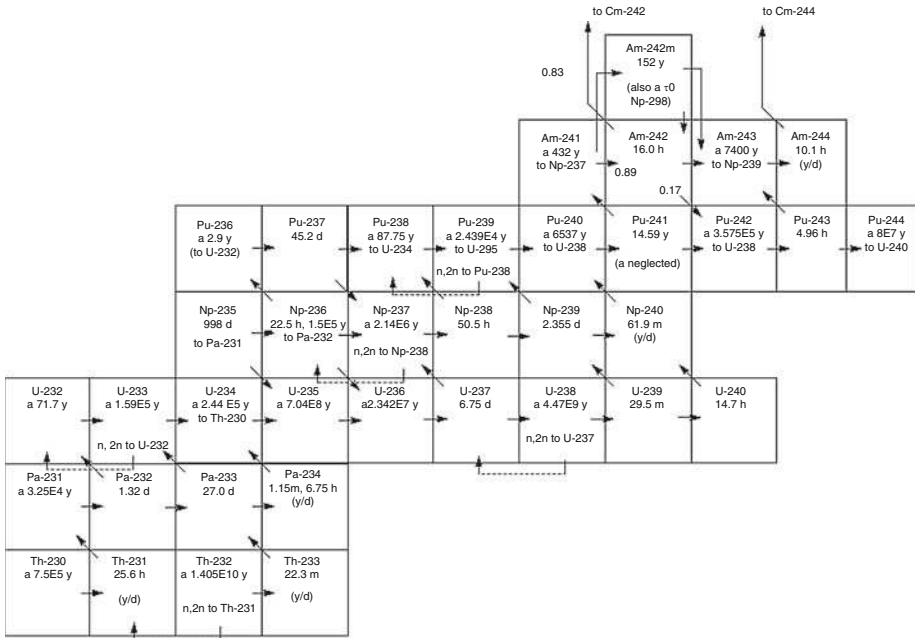 to Cm-242
to Cm-244
Am-242m
152 y
(also a τ0
Np-298)
0.83
Am-241
a 432 y
to Np-237
Am-242
16.0 h
0.89
Am-243
a 7400 y
to Np-239
Am-244
10.1 h
(y/d)
0.17
Pu-236
a 2.9 y
(to U-232)
Pu-237
45.2 d
Pu-238
a 87.75 y
to U-234
Pu-239
a 2.439E4 y
to U-295
n,2n to Pu-238
Pu-240
a 6537 y
to U-238
Pu-241
14.59 y
(a neglected)
Pu-242
a 3.575E5 y
to U-238
Pu-243
4.96 h
Pu-244
a 8E7 y
to U-240
Np-235
998 d
to Pa-231
Np-236
22.5 h, 1.5E5 y
to Pa-232
Np-237
a 2.14E6 y
n,2n to Np-238
Np-238
50.5 h
Np-239
2.355 d
Np-240
61.9 m
(y/d)
U-232
a 71.7 y
U-233
a 1.59E5 y
n, 2n to U-232
U-234
a 2.44 E5 y
to Th-230
U-235
a 7.04E8 y
U-236
a2.342E7 y
U-237
6.75 d
U-238
a 4.47E9 y
n,2n to U-237
U-239
29.5 m
U-240
14.7 h
Pa-231
a 3.25E4 y
Pa-232
1.32 d
Pa-233
27.0 d
Pa-234
1.15m, 6.75 h
(y/d)
Th-230
a 7.5E5 y
Th-231
25.6 h
(y/d)
Th-232
a 1.405E10 y
n,2n to Th-231
Th-233
22.3 m
(y/d)